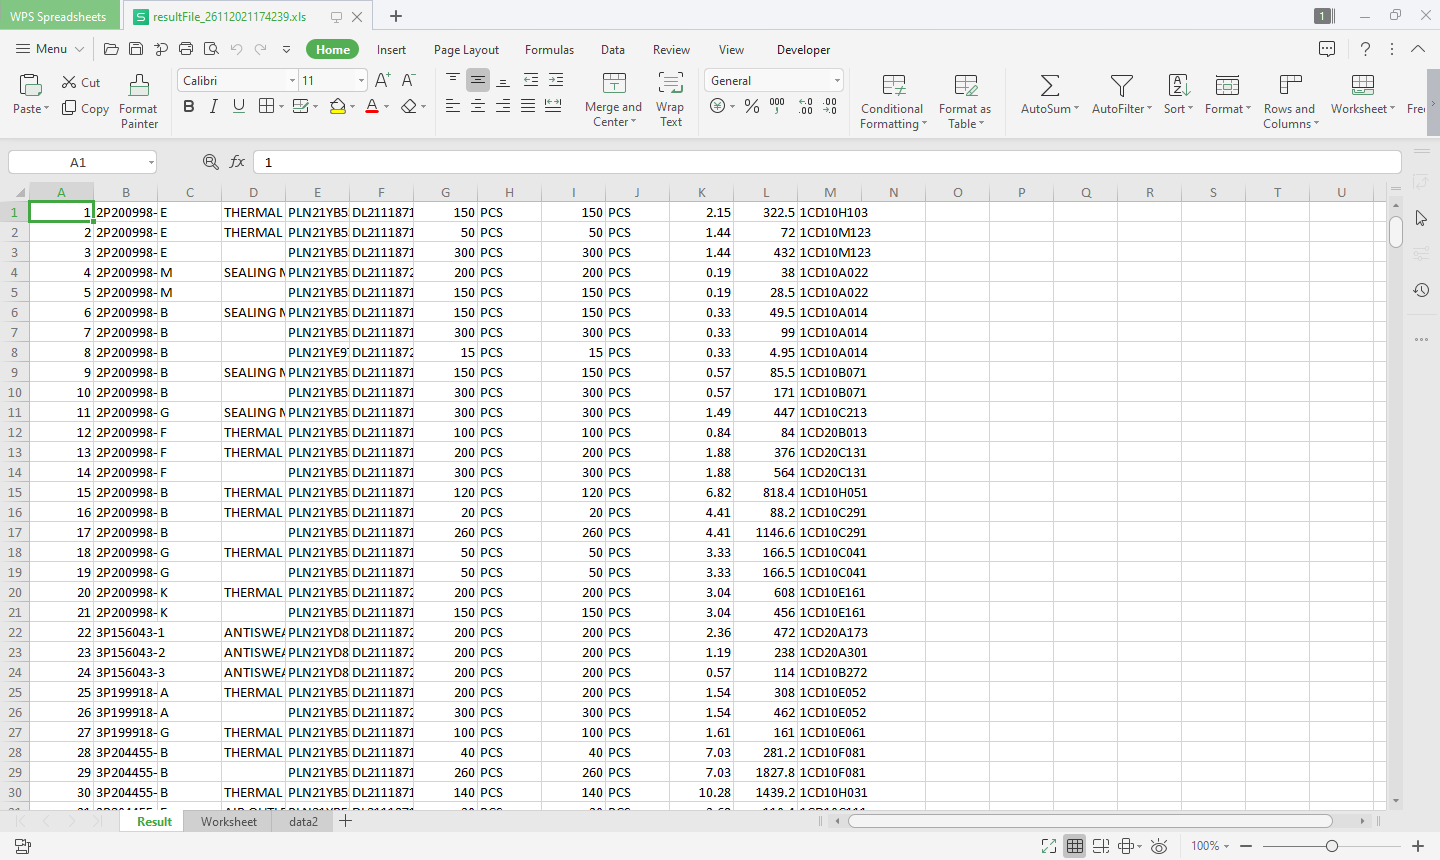 WPS Spreadsheets resultFile_26112021174239.xls 1
Menu Home Insert Page Layout Formulas Data Review View Developer
Cut Calibri 11 General
Paste Copy Format Painter Merge and Center Wrap Text Conditional Formatting Format as Table AutoSum AutoFilter Sort Format Rows and Columns Worksheet
A1 fx 1
A B C D E F G H I J K L M N O P Q R S T U
1 1 2P200998- E THERMAL PLN21YB5 DL2111871 150 PCS 150 PCS 2.15 322.5 1CD10H103
2 2 2P200998- E THERMAL PLN21YB5 DL2111871 50 PCS 50 PCS 1.44 72 1CD10M123
3 3 2P200998- E PLN21YB5 DL2111871 300 PCS 300 PCS 1.44 432 1CD10M123
4 4 2P200998- M SEALING M PLN21YB5 DL2111872 200 PCS 200 PCS 0.19 38 1CD10A022
5 5 2P200998- M PLN21YB5 DL2111871 150 PCS 150 PCS 0.19 28.5 1CD10A022
6 6 2P200998- B SEALING M PLN21YB5 DL2111871 150 PCS 150 PCS 0.33 49.5 1CD10A014
7 7 2P200998- B PLN21YB5 DL2111871 300 PCS 300 PCS 0.33 99 1CD10A014
8 8 2P200998- B PLN21YE9 DL2111872 15 PCS 15 PCS 0.33 4.95 1CD10A014
9 9 2P200998- B SEALING M PLN21YB5 DL2111871 150 PCS 150 PCS 0.57 85.5 1CD10B071
10 10 2P200998- B PLN21YB5 DL2111871 300 PCS 300 PCS 0.57 171 1CD10B071
11 11 2P200998- G SEALING M PLN21YB5 DL2111871 300 PCS 300 PCS 1.49 447 1CD10C213
12 12 2P200998- F THERMAL PLN21YB5 DL2111871 100 PCS 100 PCS 0.84 84 1CD20B013
13 13 2P200998- F THERMAL PLN21YB5 DL2111871 200 PCS 200 PCS 1.88 376 1CD20C131
14 14 2P200998- F PLN21YB5 DL2111871 300 PCS 300 PCS 1.88 564 1CD20C131
15 15 2P200998- B THERMAL PLN21YB5 DL2111871 120 PCS 120 PCS 6.82 818.4 1CD10H051
16 16 2P200998- B THERMAL PLN21YB5 DL2111871 20 PCS 20 PCS 4.41 88.2 1CD10C291
17 17 2P200998- B PLN21YB5 DL2111871 260 PCS 260 PCS 4.41 1146.6 1CD10C291
18 18 2P200998- G THERMAL PLN21YB5 DL2111871 50 PCS 50 PCS 3.33 166.5 1CD10C041
19 19 2P200998- G PLN21YB5 DL2111871 50 PCS 50 PCS 3.33 166.5 1CD10C041
20 20 2P200998- K THERMAL PLN21YB5 DL2111872 200 PCS 200 PCS 3.04 608 1CD10E161
21 21 2P200998- K PLN21YB5 DL2111871 150 PCS 150 PCS 3.04 456 1CD10E161
22 22 3P156043-1 ANTISWEA PLN21YD8 DL2111872 200 PCS 200 PCS 2.36 472 1CD20A173
23 23 3P156043-2 ANTISWEA PLN21YD8 DL2111872 200 PCS 200 PCS 1.19 238 1CD20A301
24 24 3P156043-3 ANTISWEA PLN21YD8 DL2111872 200 PCS 200 PCS 0.57 114 1CD10B272
25 25 3P199918- A THERMAL PLN21YB5 DL2111871 200 PCS 200 PCS 1.54 308 1CD10E052
26 26 3P199918- A PLN21YB5 DL2111872 300 PCS 300 PCS 1.54 462 1CD10E052
27 27 3P199918- G THERMAL PLN21YB5 DL2111871 100 PCS 100 PCS 1.61 161 1CD10E061
28 28 3P204455- B THERMAL PLN21YB5 DL2111871 40 PCS 40 PCS 7.03 281.2 1CD10F081
29 29 3P204455- B PLN21YB5 DL2111871 260 PCS 260 PCS 7.03 1827.8 1CD10F081
30 30 3P204455- B THERMAL PLN21YB5 DL2111871 140 PCS 140 PCS 10.28 1439.2 1CD10H031
Result Worksheet data2
100%